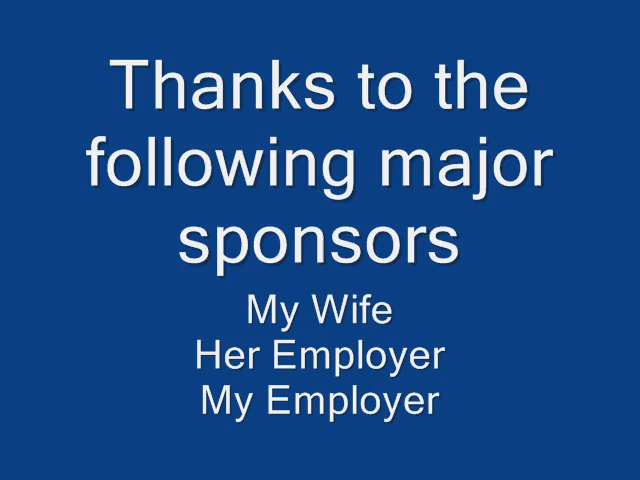 Thanks to the
following major
sponsors
My Wife
Her Employer
My Employer